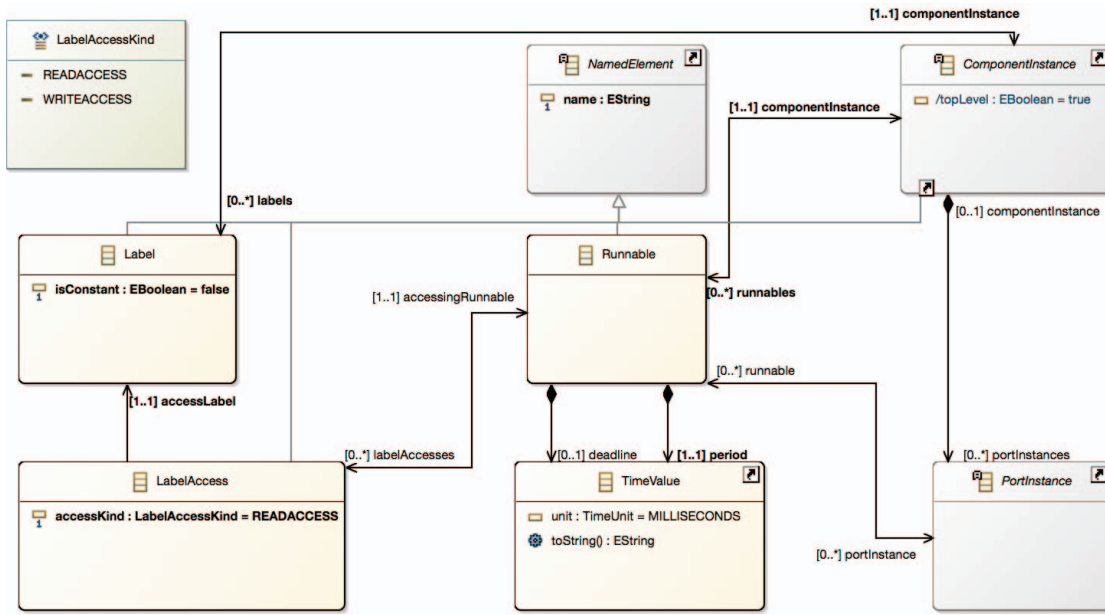 [1..1] componentInstance
LabelAccessKind
READACCESS
WRITEACCESS
NamedElement
name : EString
1
ComponentInstance
/topLevel : EBoolean = true
[1..1] componentInstance
[0..*] labels
[0..1] componentInstance
Label
isConstant : EBoolean = false
1
Runnable
[0..*] runnables
[1..1] accessingRunnable
[0..*] runnable
[1..1] accessLabel
[0..*] labelAccesses
[0..1] deadline
[1..1] period
[0..*] portInstances
LabelAccess
accessKind : LabelAccessKind = READACCESS
1
TimeValue
unit : TimeUnit = MILLISECONDS
toString() : EString
PortInstance
[0..*] portInstance